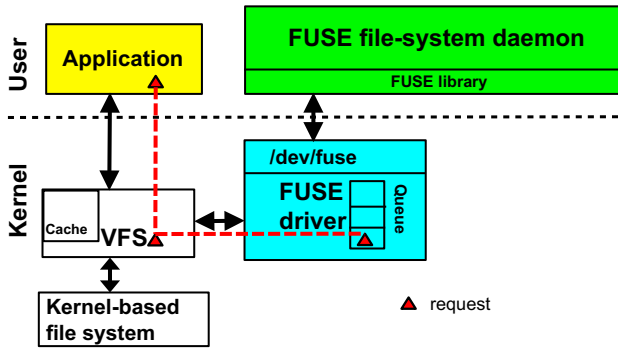 User
Application
FUSE file-system daemon
FUSE library
Kernel
/dev/fuse
FUSE
driver
Queue
Cache
VFS
Kernel-based
file system
request